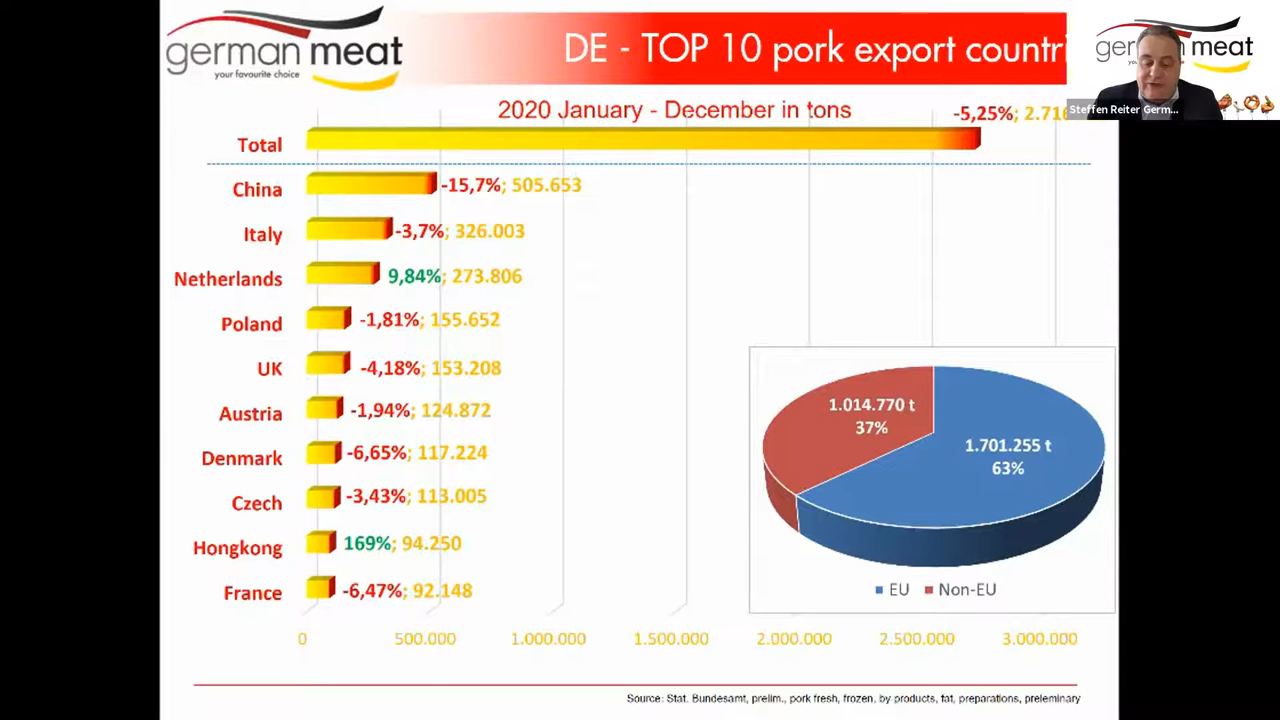 german meat
your favourite choice
DE - TOP 10 pork export countri
german meat
Steffen Reiter Germ...
2020 January - December in tons
Total -5,25%; 2.716
China -15,7%; 505.653
Italy -3,7%; 326.003
Netherlands 9,84%; 273.806
Poland -1,81%; 155.652
UK -4,18%; 153.208
Austria -1,94%; 124.872
Denmark -6,65%; 117.224
Czech -3,43%; 113.005
Hongkong 169%; 94.250
France -6,47%; 92.148
0 500.000 1.000.000 1.500.000 2.000.000 2.500.000 3.000.000
1.014.770 t
37%
1.701.255 t
63%
EU Non-EU
Source: Stat. Bundesamt, prelim., pork fresh, frozen, by products, fat, preparations, preleminary